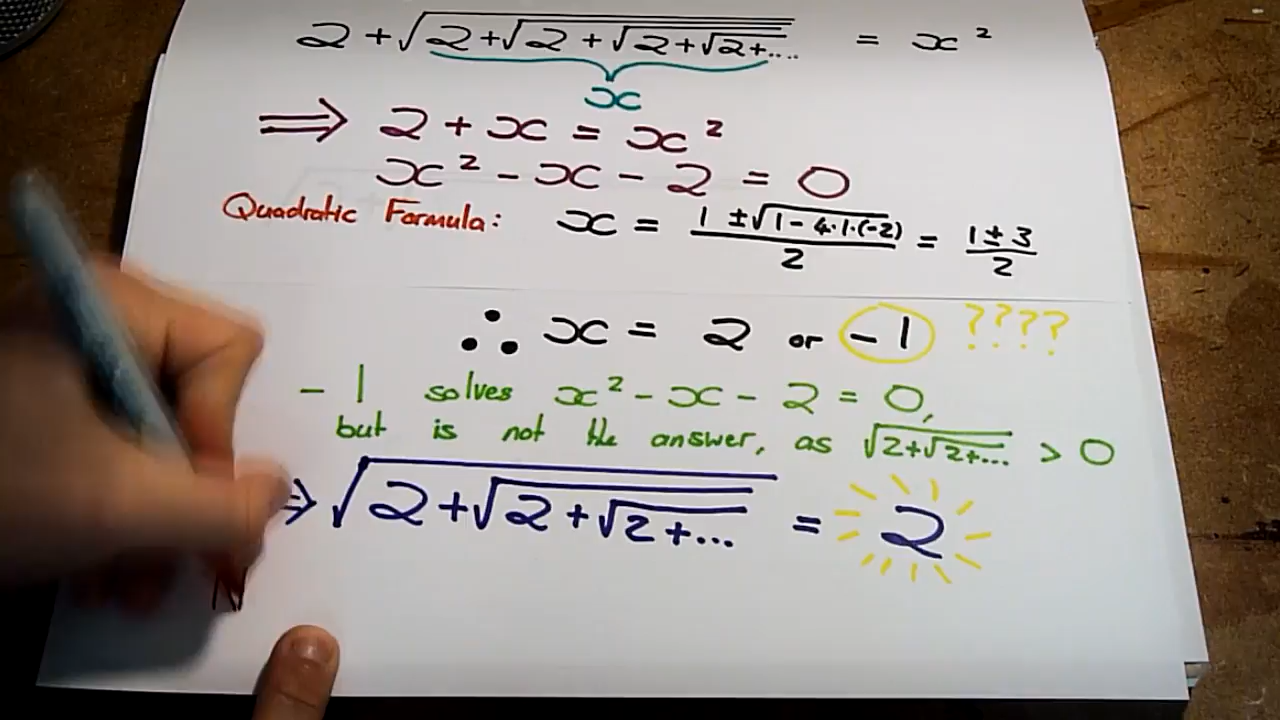 2 + √2 + √2 + √2 + √2 + .... = x²
x
⟹ 2 + x = x²
x² - x - 2 = 0
Quadratic Formula: x = 1 ± √1 - 4·1·(-2) / 2 = 1 ± 3 / 2
∴ x = 2 or -1 ????
-1 solves x² - x - 2 = 0,
but is not the answer, as √2+√2+... > 0
⇒ √2 + √2 + √2 + ... = 2
N